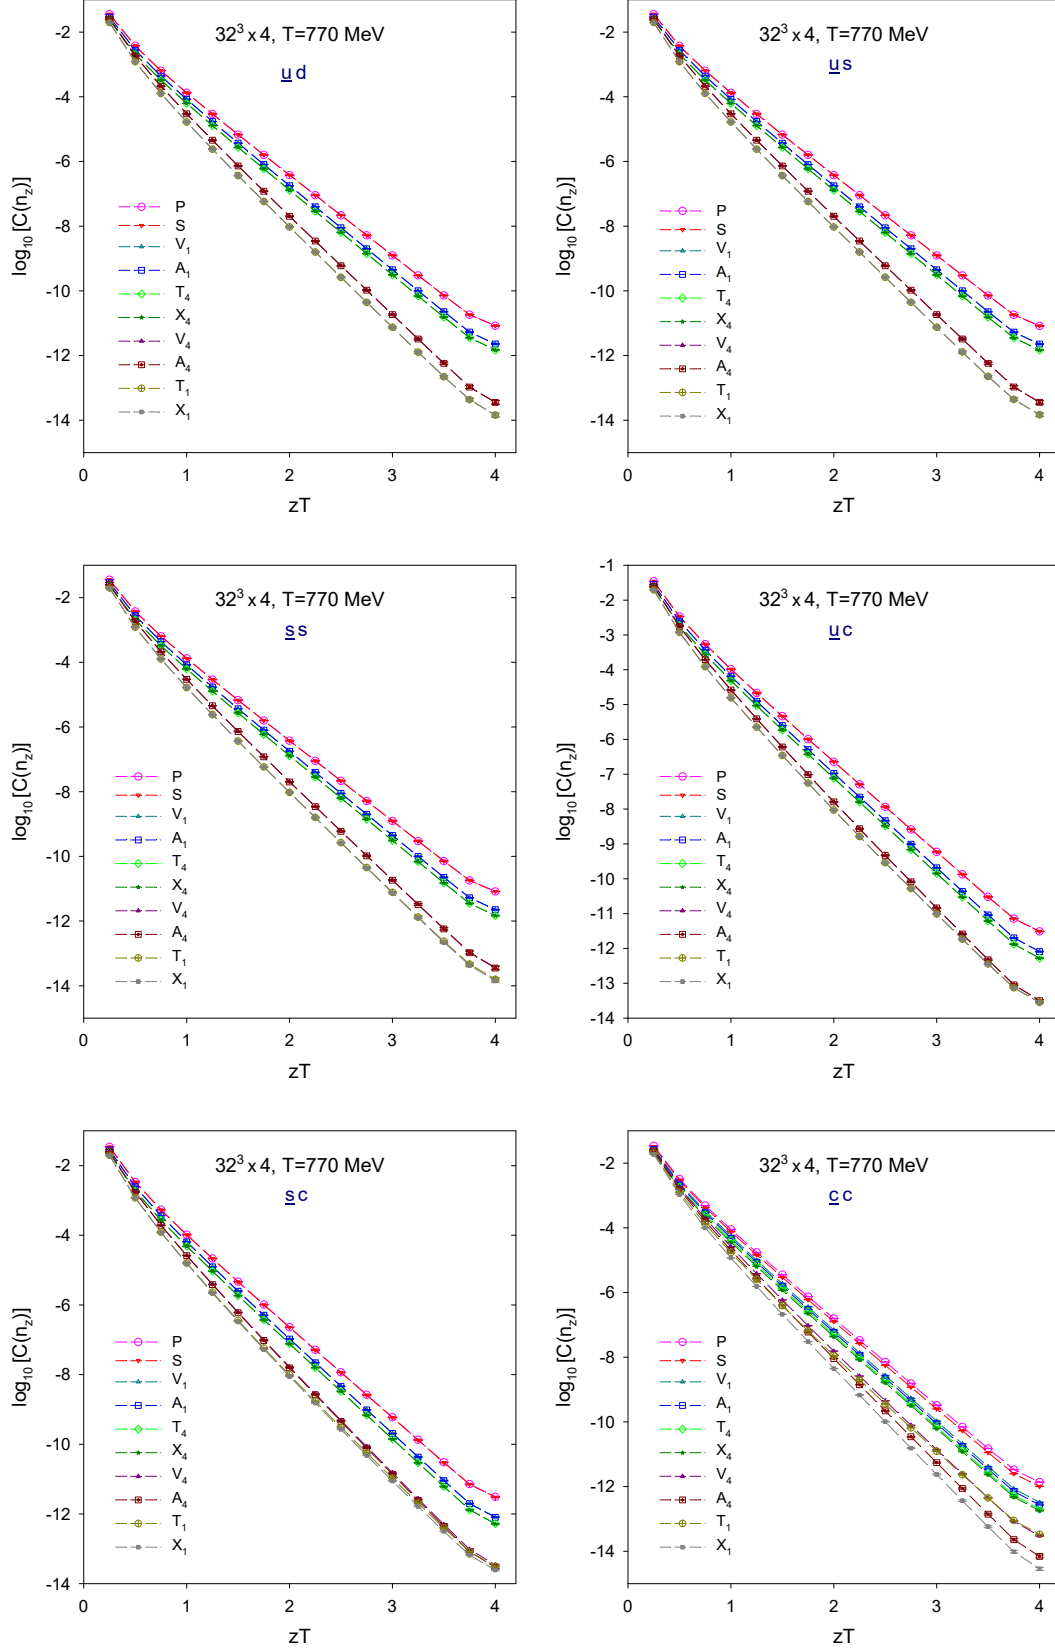 32³ x 4, T=770 MeV
u d
log₁₀ [C(n_z)]
-2
-4
-6
-8
-10
-12
-14
P
S
V₁
A₁
T₄
X₄
V₄
A₄
T₁
X₁
0 1 2 3 4
zT
32³ x 4, T=770 MeV
u s
log₁₀ [C(n_z)]
-2
-4
-6
-8
-10
-12
-14
P
S
V₁
A₁
T₄
X₄
V₄
A₄
T₁
X₁
0 1 2 3 4
zT
32³ x 4, T=770 MeV
s s
log₁₀ [C(n_z)]
-2
-4
-6
-8
-10
-12
-14
P
S
V₁
A₁
T₄
X₄
V₄
A₄
T₁
X₁
0 1 2 3 4
zT
32³ x 4, T=770 MeV
u c
log₁₀ [C(n_z)]
-1
-2
-3
-4
-5
-6
-7
-8
-9
-10
-11
-12
-13
-14
P
S
V₁
A₁
T₄
X₄
V₄
A₄
T₁
X₁
0 1 2 3 4
zT
32³ x 4, T=770 MeV
s c
log₁₀ [C(n_z)]
-2
-4
-6
-8
-10
-12
-14
P
S
V₁
A₁
T₄
X₄
V₄
A₄
T₁
X₁
0 1 2 3 4
zT
32³ x 4, T=770 MeV
c c
log₁₀ [C(n_z)]
-2
-4
-6
-8
-10
-12
-14
P
S
V₁
A₁
T₄
X₄
V₄
A₄
T₁
X₁
0 1 2 3 4
zT